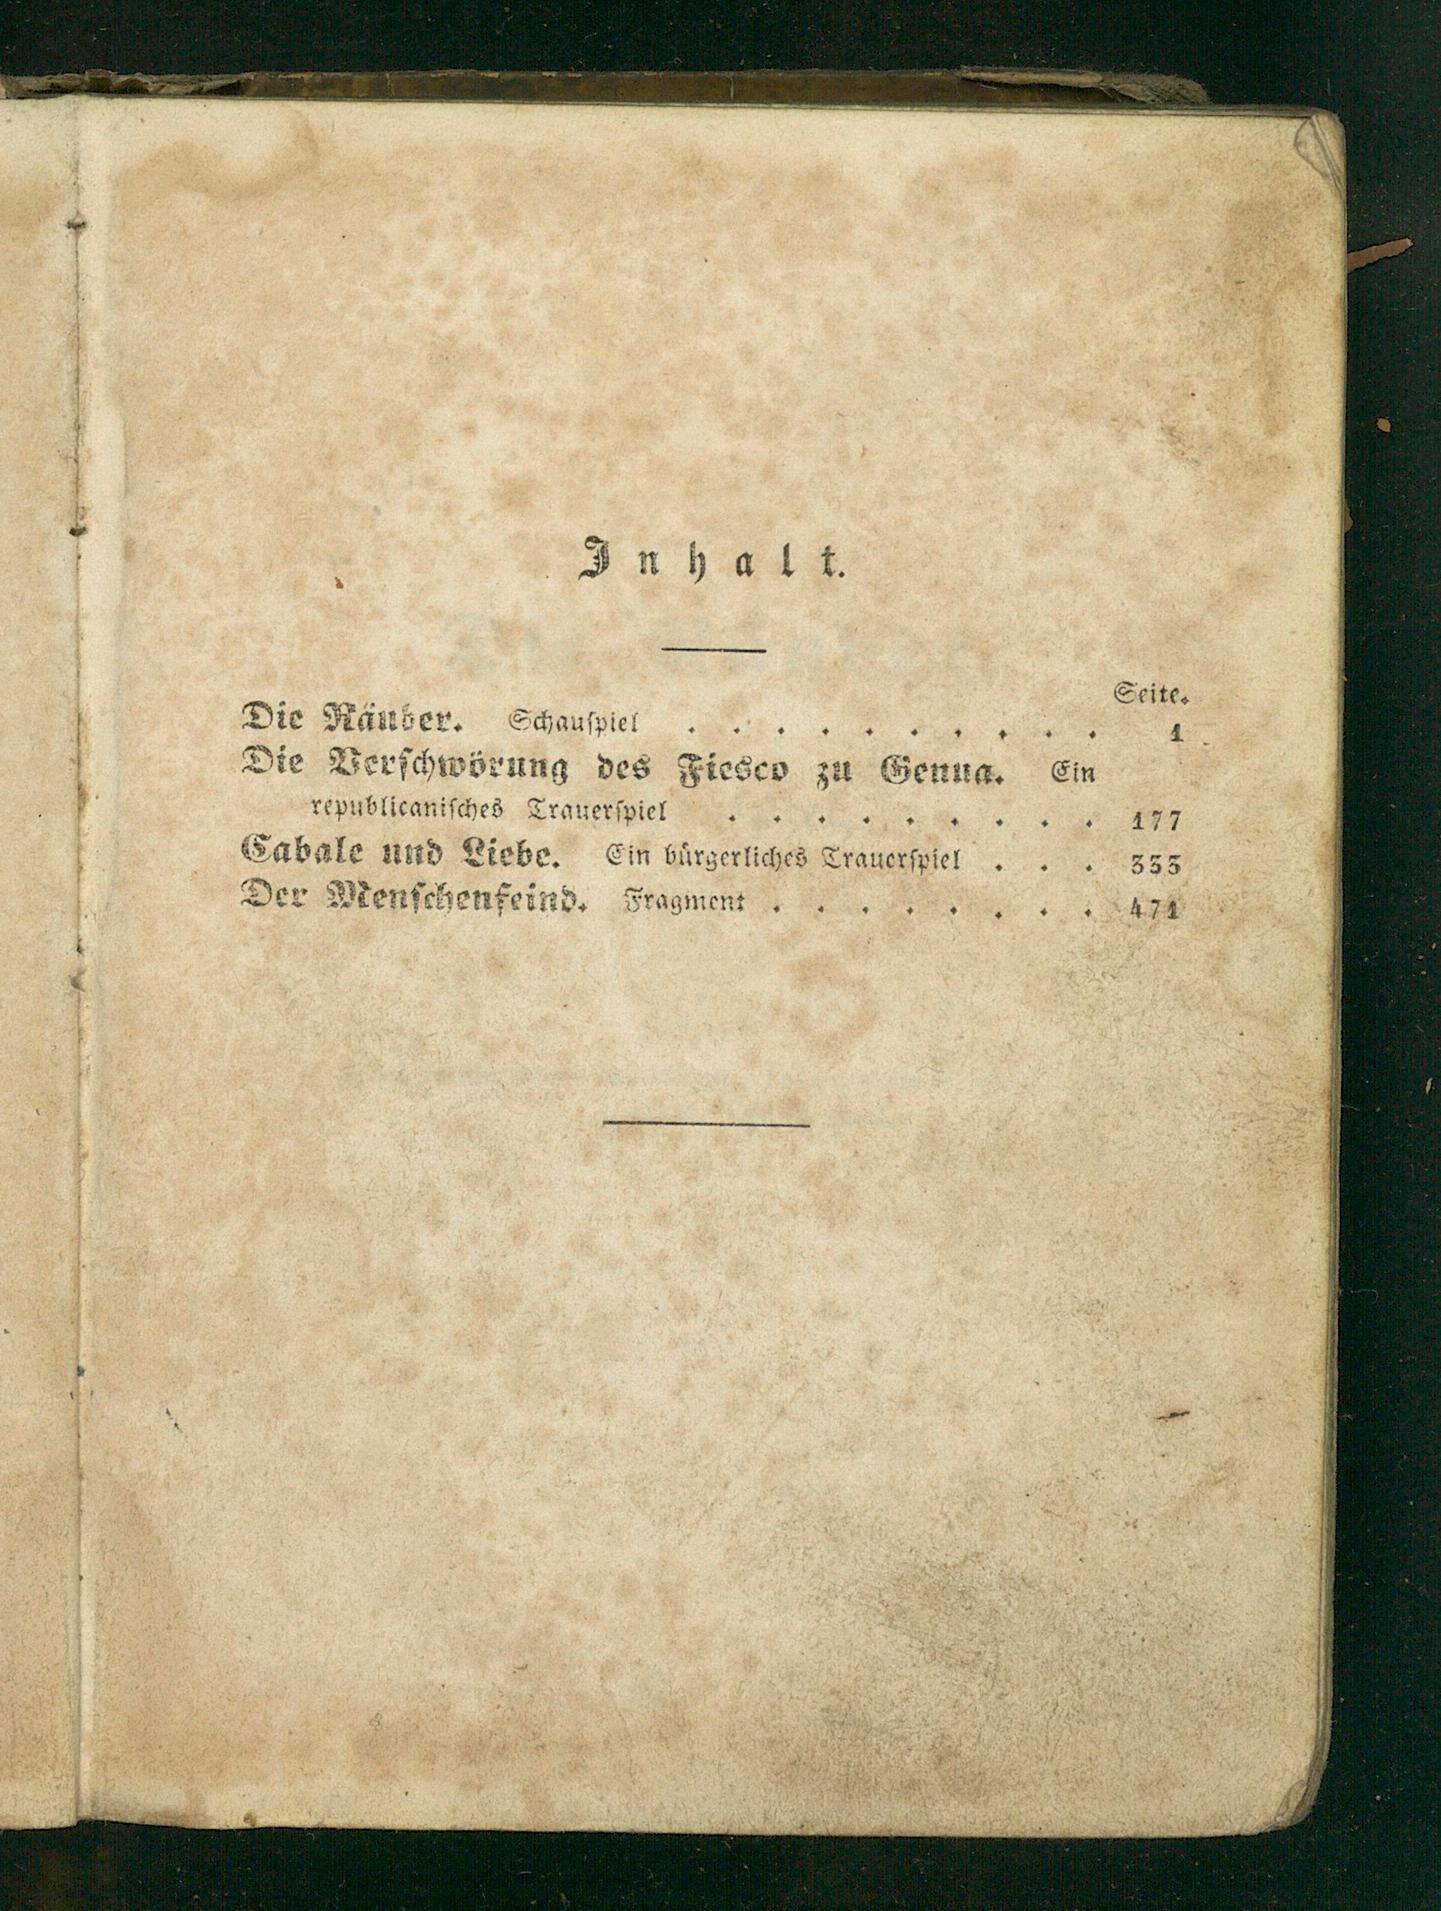 Inhalt.
Seite.
Die Räuber. Schauſpiel . . . . . . . . . . 1
Die Verſchwörung des Fiesco zu Genua. Ein
republicaniſches Trauerſpiel . . . . . . . . . 177
Cabale und Liebe. Ein bürgerliches Trauerſpiel . . . 333
Der Menſchenfeind. Fragment . . . . . . . . 471